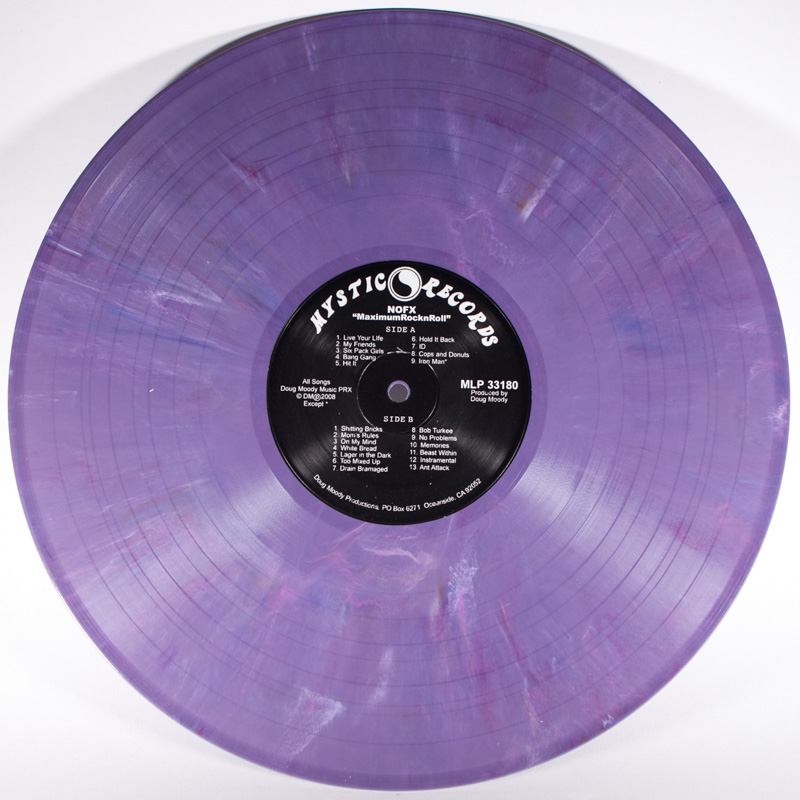 MYSTIC RECORDS
NOFX
"MaximumRocknRoll"
SIDE A
1. Live Your Life
2. My Friends
3. Six Pack Girls
4. Bang Gang
5. Hit It
6. Hold It Back
7. ID
8. Cops and Donuts
9. Iron Man*
All Songs
Doug Moody Music PRX
© DM@2008
Except *
MLP 33180
Produced by
Doug Moody
SIDE B
1. Shitting Bricks
2. Mom's Rules
3. On My Mind
4. White Bread
5. Lager in the Dark
6. Too Mixed Up
7. Drain Bramaged
8. Bob Turkee
9. No Problems
10. Memories
11. Beast Within
12. Instramental
13. Ant Attack
Doug Moody Productions, PO Box 6271 Oceanside, CA 92052